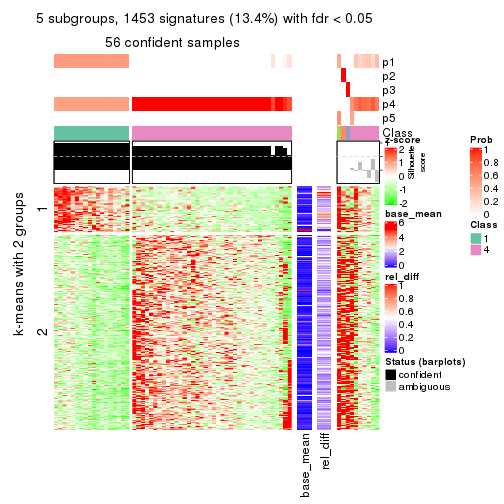 5 subgroups, 1453 signatures (13.4%) with fdr < 0.05
56 confident samples
p1
p2
p3
p4
p5
Class
z-score
2
1
0
-1
-2
Silhouette
score
Prob
1
0.8
0.6
0.4
0.2
0
Class
1
4
base_mean
6
4
2
0
rel_diff
1
0.8
0.6
0.4
0.2
0
Status (barplots)
confident
ambiguous
k-means with 2 groups
1
2
base_mean
rel_diff